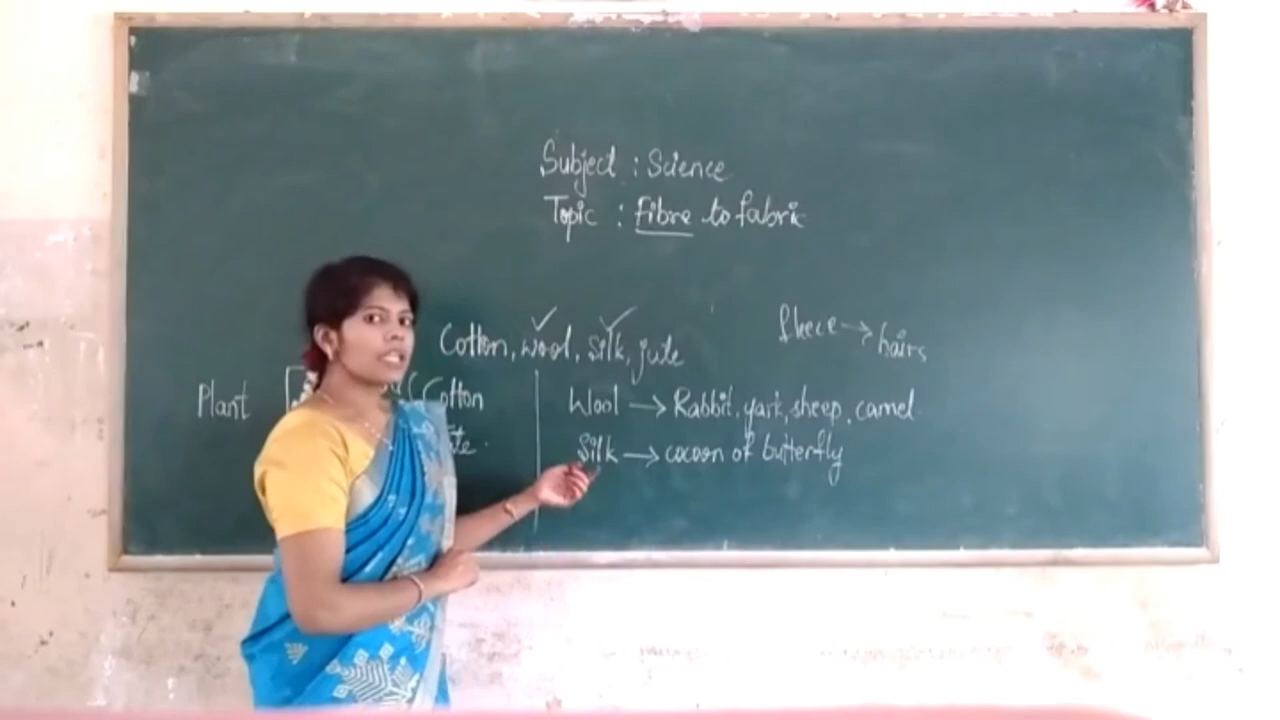 Subject : Science
Topic : Fibre to fabric
Cotton, wool, silk, jute
fleece → hairs
Plant
Cotton
Wool → Rabbit, yark, sheep, camel
Silk → cocoon of butterfly